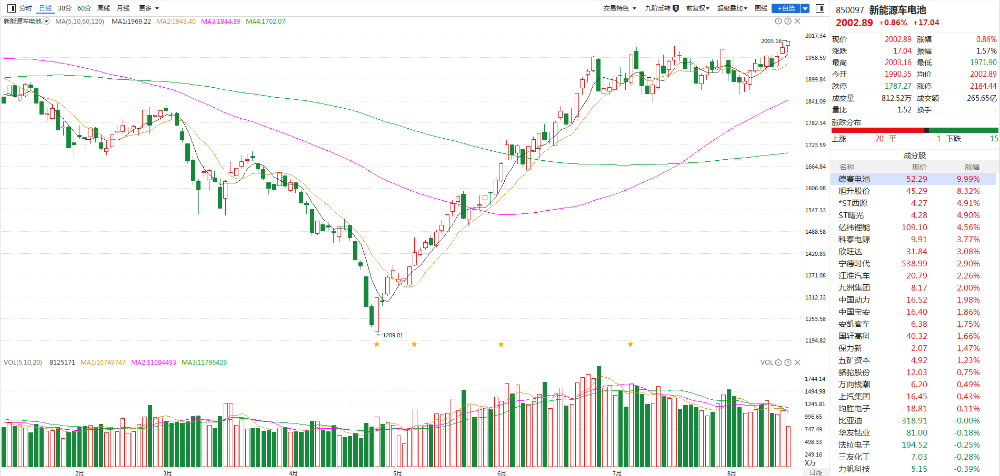 分时 日线 30分 60分 周线 月线 更多 交易特色 九阶反转 9 前复权 超级叠加 画线 +自选
新能源车电池 MA(5,10,60,120) MA1:1969.22 MA2:1943.40 MA3:1844.89 MA4:1702.07
2003.16
1209.01
2017.34
1958.59
1899.84
1841.09
1782.34
1723.59
1664.84
1606.08
1547.33
1488.58
1429.83
1371.08
1312.33
1253.58
1194.82
VOL(5,10,20) 8125171 MA1:10749747 MA2:11084493 MA3:11796429 VOL
1744.14
1494.98
1245.81
996.65
747.49
498.33
249.16
X万
2月 3月 4月 5月 6月 7月 8月 日线
850097 新能源车电池
2002.89 +0.86% +17.04
现价 2002.89 涨幅 0.86%
涨跌 17.04 振幅 1.57%
最高 2003.16 最低 1971.90
今开 1990.35 均价 2002.89
跌停 1787.27 涨停 2184.44
成交量 812.52万 成交额 265.65亿
量比 1.52 换手 -
涨跌分布
上涨 20 平 1 下跌 15
成分股
名称 现价 涨幅
德赛电池 52.29 9.99%
旭升股份 45.29 8.32%
*ST西源 4.27 4.91%
ST曙光 4.28 4.90%
亿纬锂能 109.10 4.56%
科泰电源 9.91 3.77%
欣旺达 31.84 3.08%
宁德时代 538.99 2.90%
江淮汽车 20.79 2.26%
九洲集团 8.17 2.00%
中国动力 16.52 1.98%
中国宝安 16.40 1.86%
安凯客车 6.38 1.75%
国轩高科 40.32 1.66%
保力新 2.07 1.47%
五矿资本 4.92 1.23%
骆驼股份 12.03 0.75%
万向钱潮 6.20 0.49%
上汽集团 16.45 0.43%
均胜电子 18.81 0.11%
比亚迪 318.91 -0.00%
华友钴业 81.00 -0.18%
法拉电子 194.52 -0.25%
三友化工 7.03 -0.28%
力帆科技 5.15 -0.39%